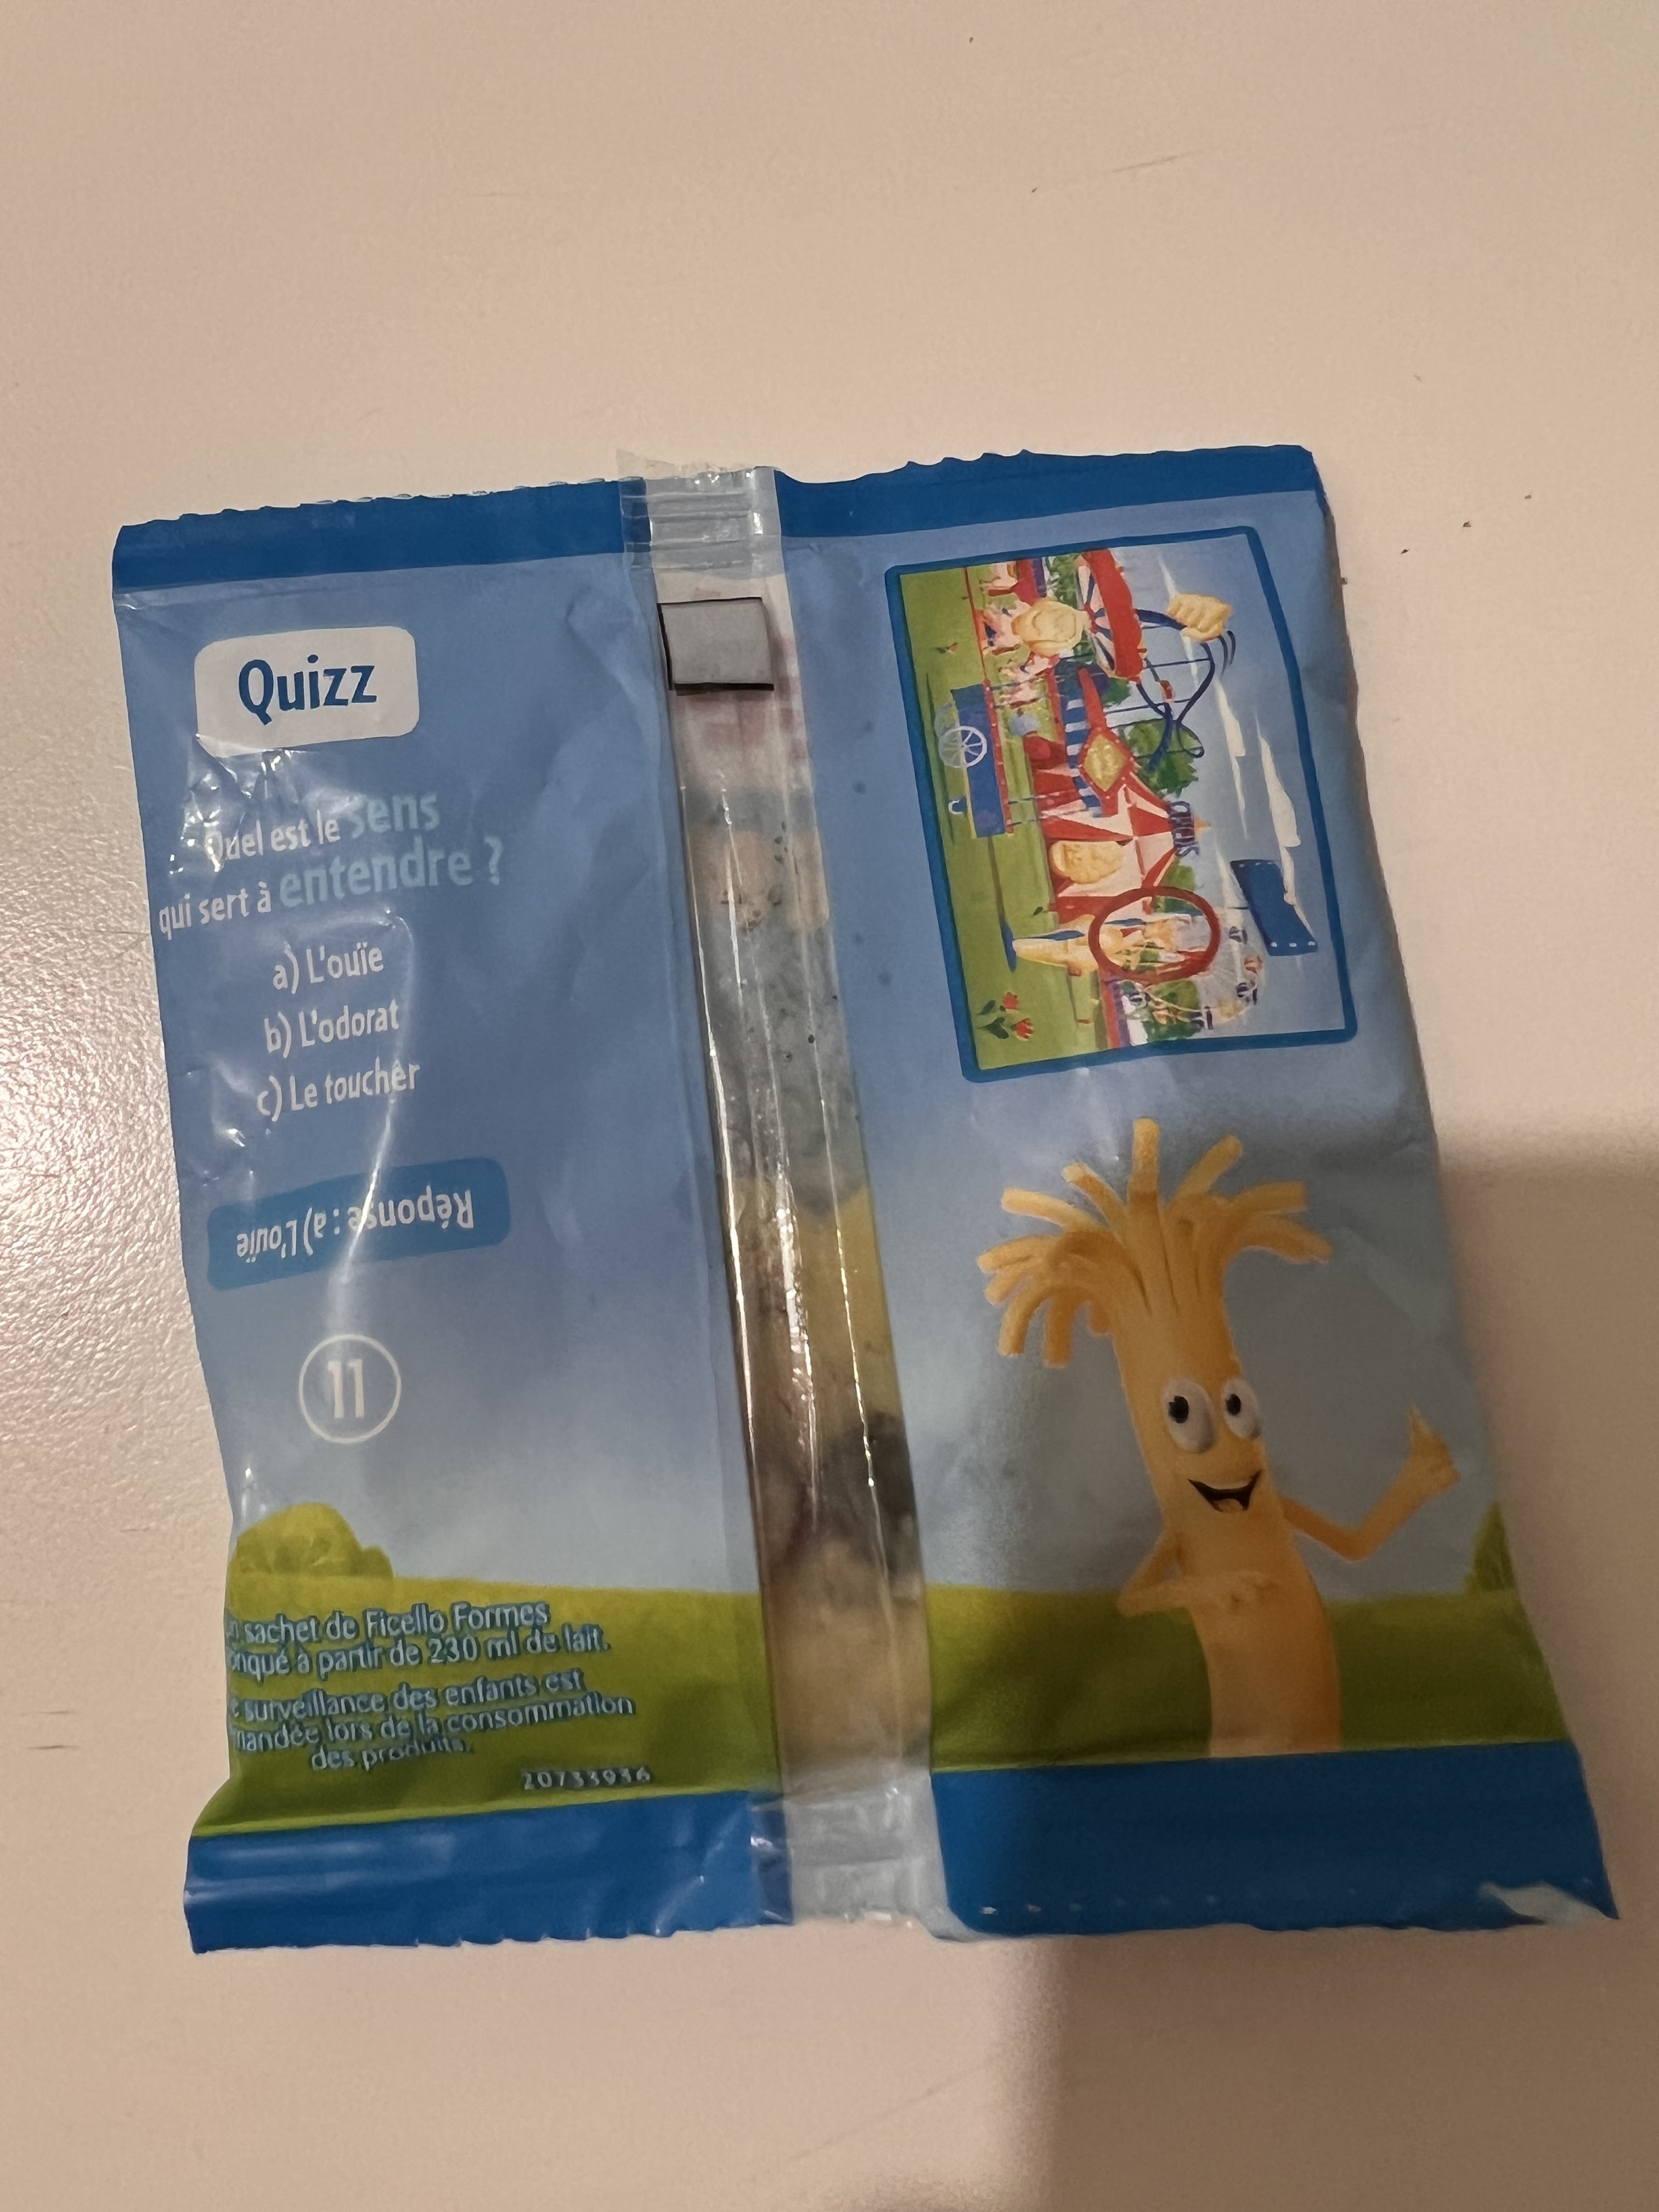 Quizz
Quel est le sens
qui sert à entendre ?
a) L'ouïe
b) L'odorat
c) Le toucher
Réponse : a) L'ouïe
11
sachet de Ficello Formes
à partir de 230 ml de lait.
surveillance des enfants est
lors de la consommation
des produits.
20733936